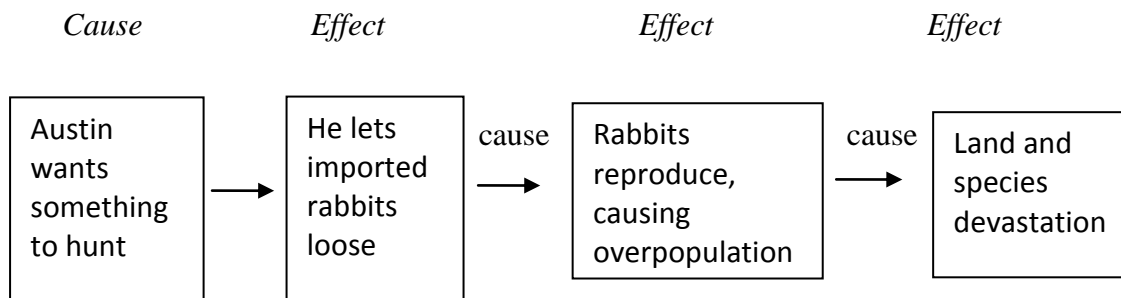 Cause Effect Effect Effect
Austin
wants
something
to hunt
He lets
imported
rabbits
loose
cause
Rabbits
reproduce,
causing
overpopulation
cause
Land and
species
devastation